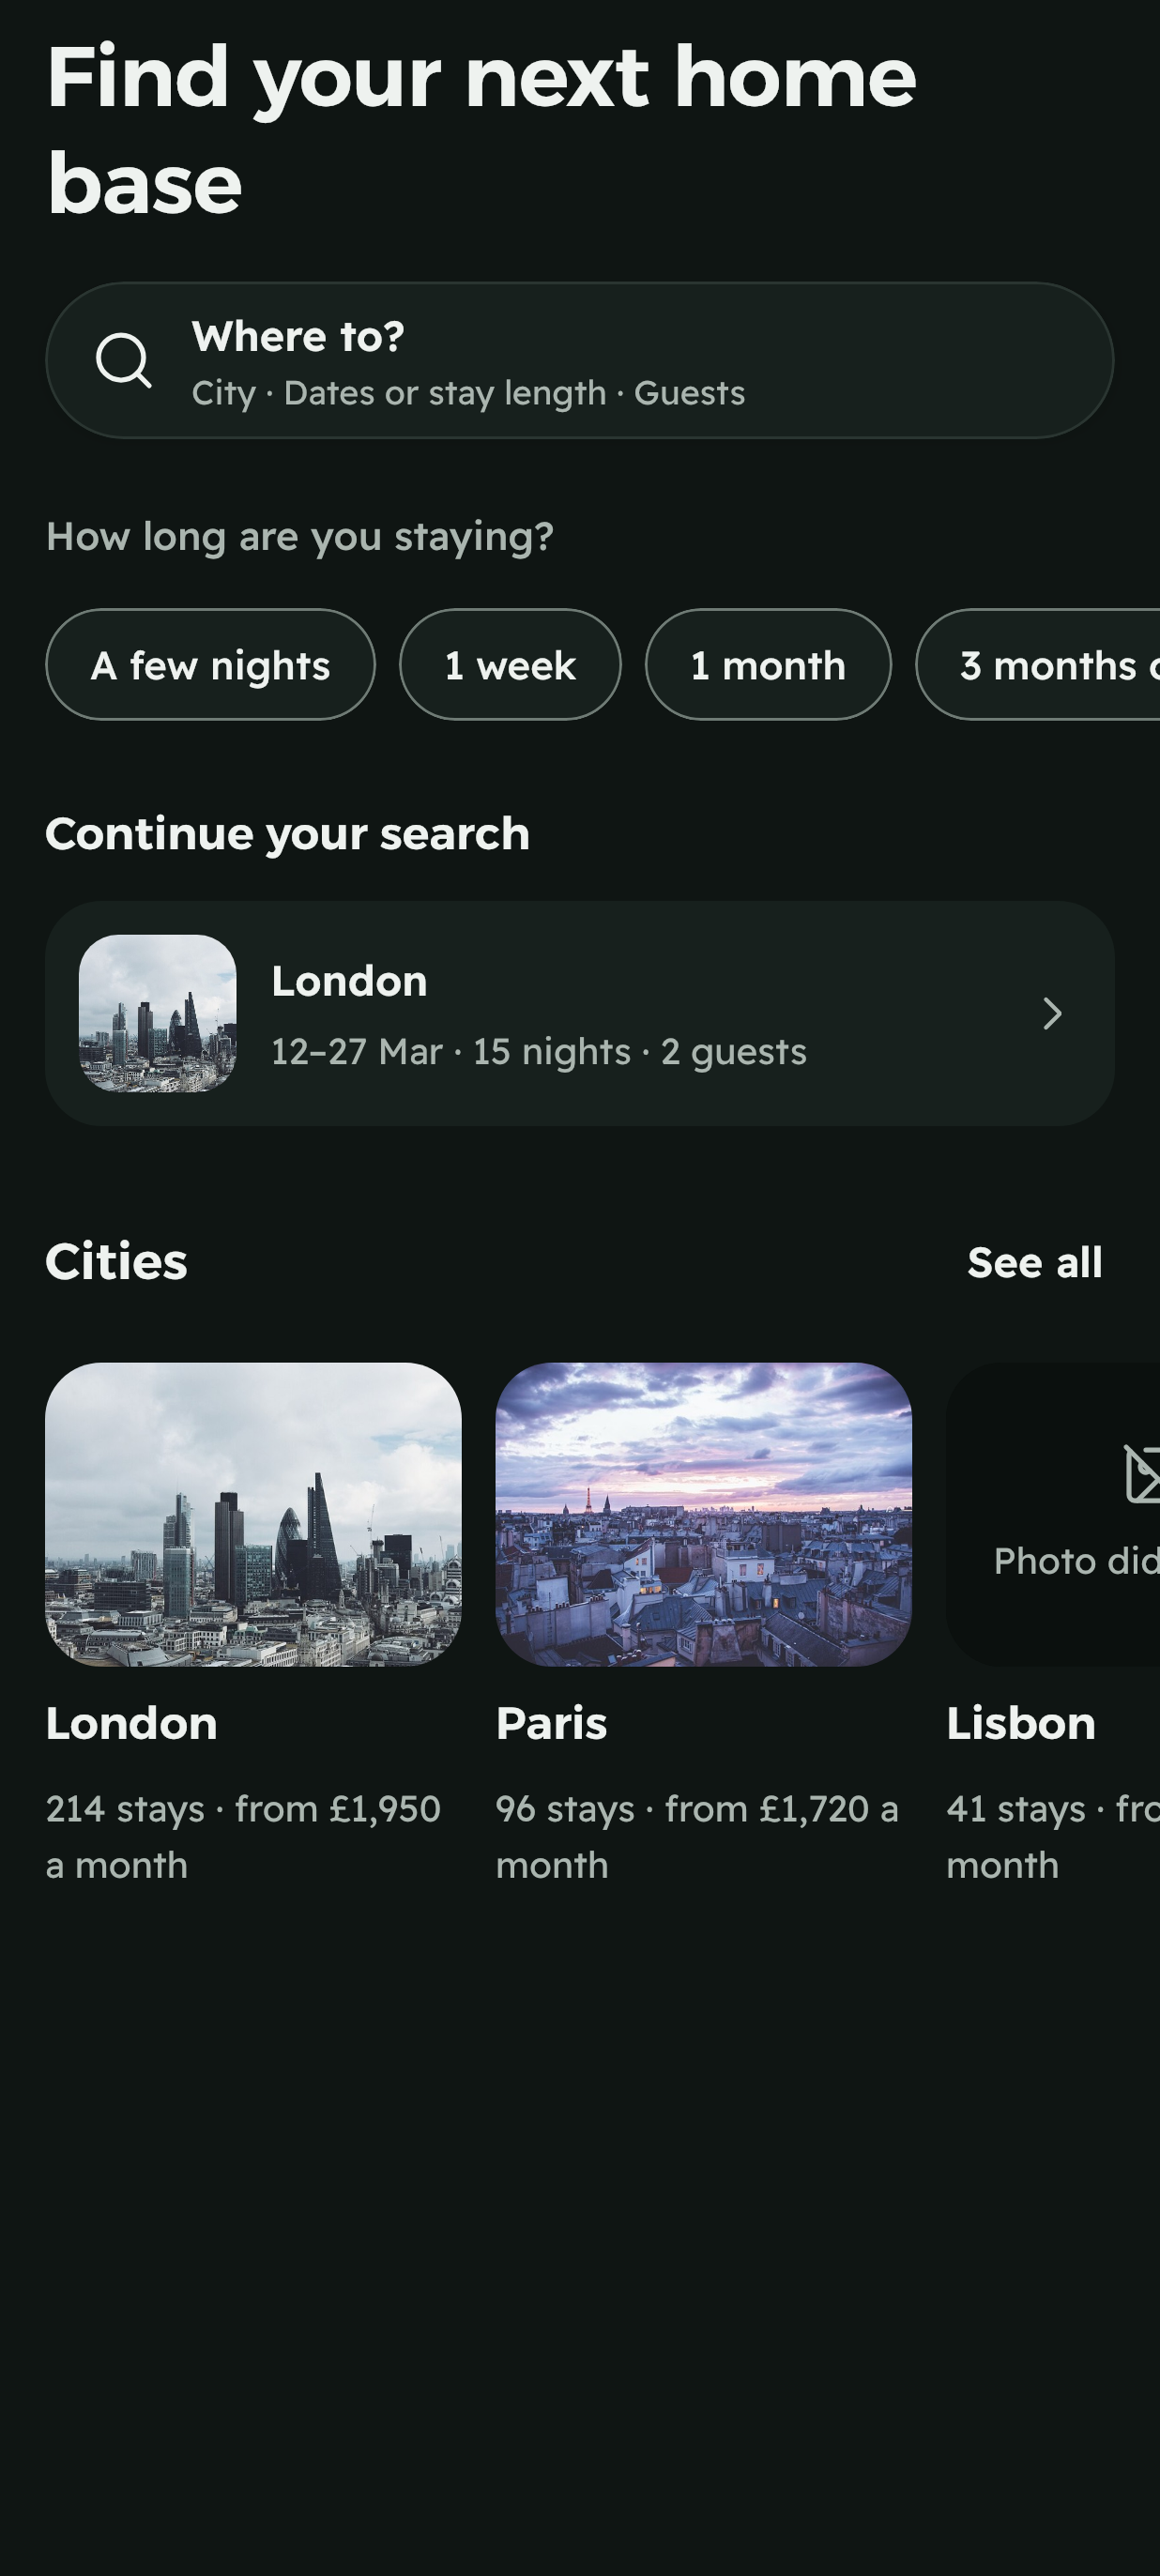 Find your next home
base
Where to?
City · Dates or stay length · Guests
How long are you staying?
A few nights
1 week
1 month
3 months
Continue your search
London
12–27 Mar · 15 nights · 2 guests
Cities
See all
London
214 stays · from £1,950
a month
Paris
96 stays · from £1,720 a
month
Photo did
Lisbon
41 stays ·
month